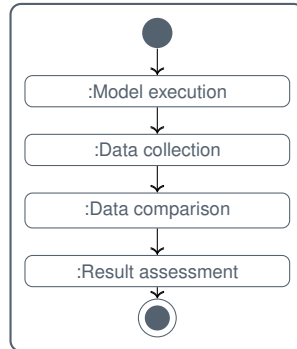 :Model execution
:Data collection
:Data comparison
:Result assessment